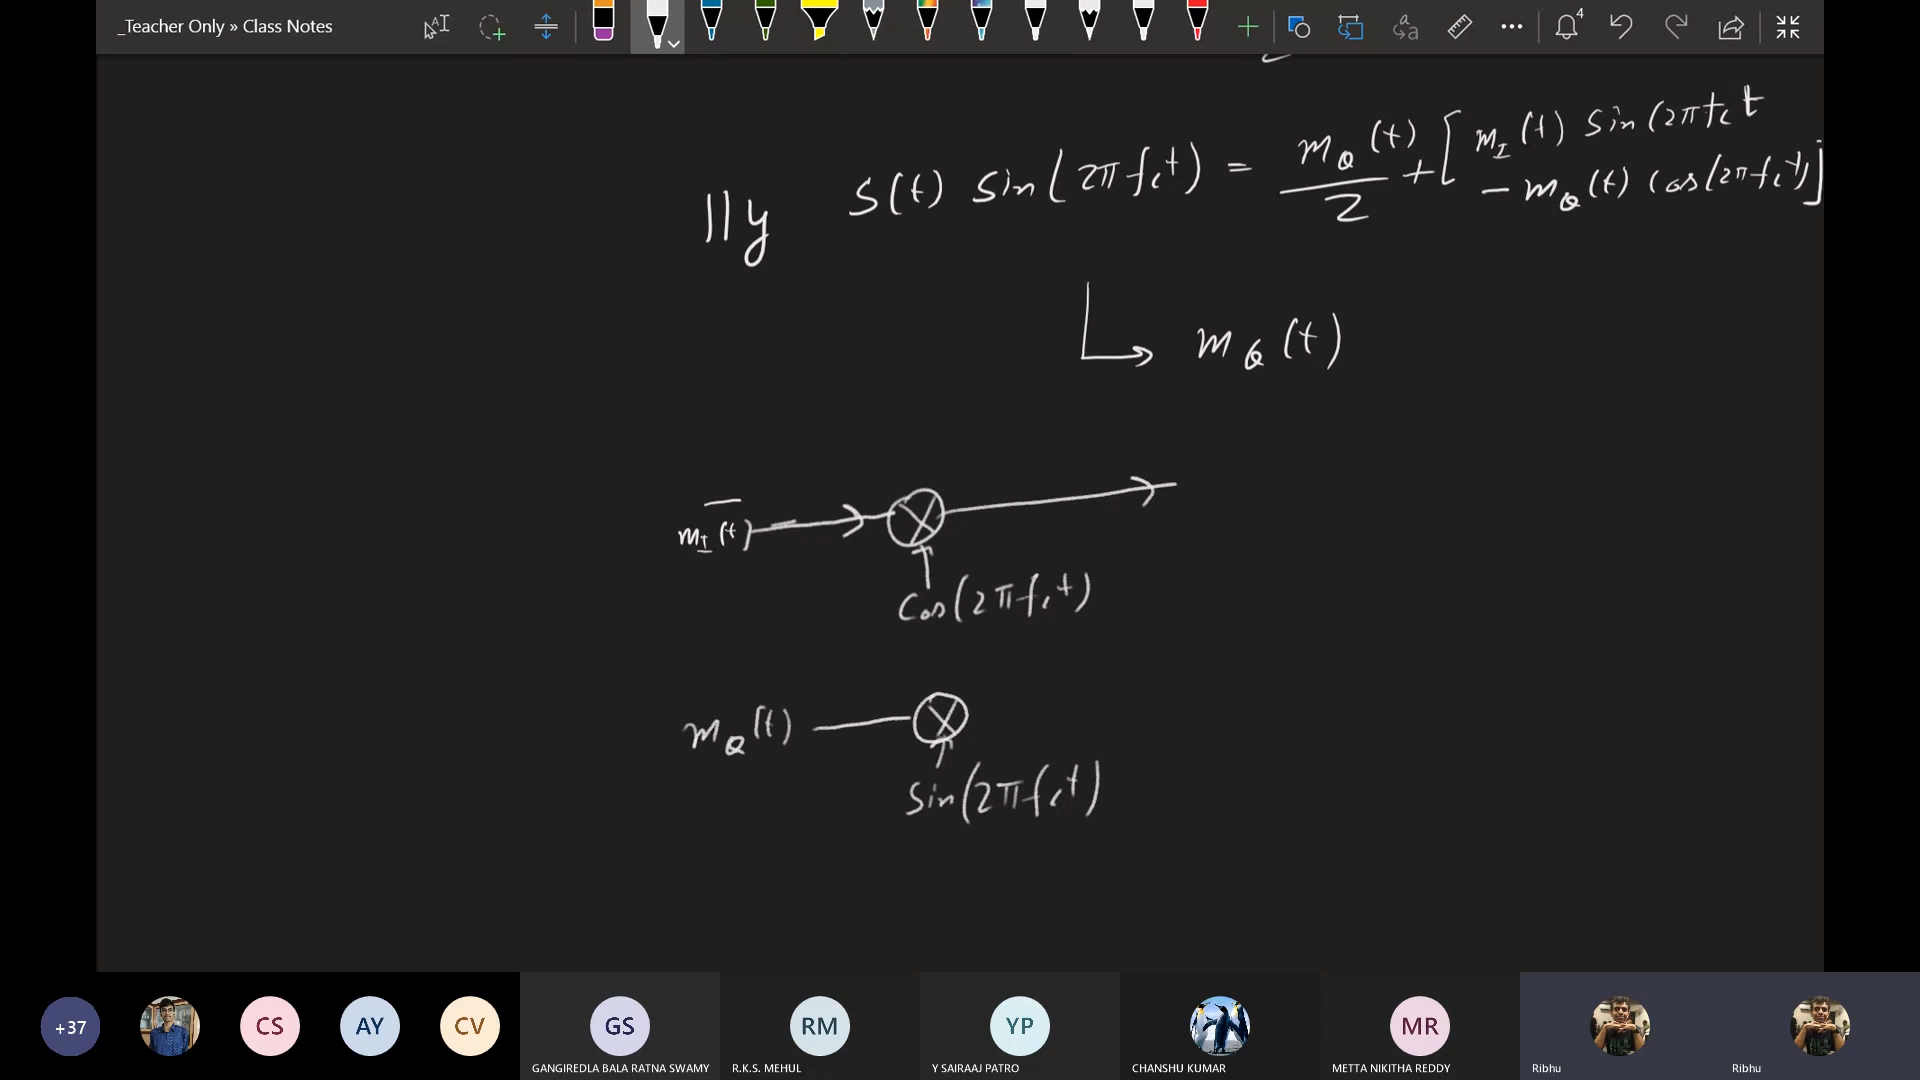 _Teacher Only » Class Notes
4
lly S(t) Sin(2πfct) = mQ(t)/2 + [mI(t) Sin(2πfct
- mQ(t) Cos(2πfct)]
mQ(t)
mI(t)
Cos(2πfct)
mQ(t)
Sin(2πfct)
+37
CS
AY
CV
GS
RM
YP
MR
GANGIREDLA BALA RATNA SWAMY
R.K.S. MEHUL
Y SAIRAAJ PATRO
CHANSHU KUMAR
METTA NIKITHA REDDY
Ribhu
Ribhu